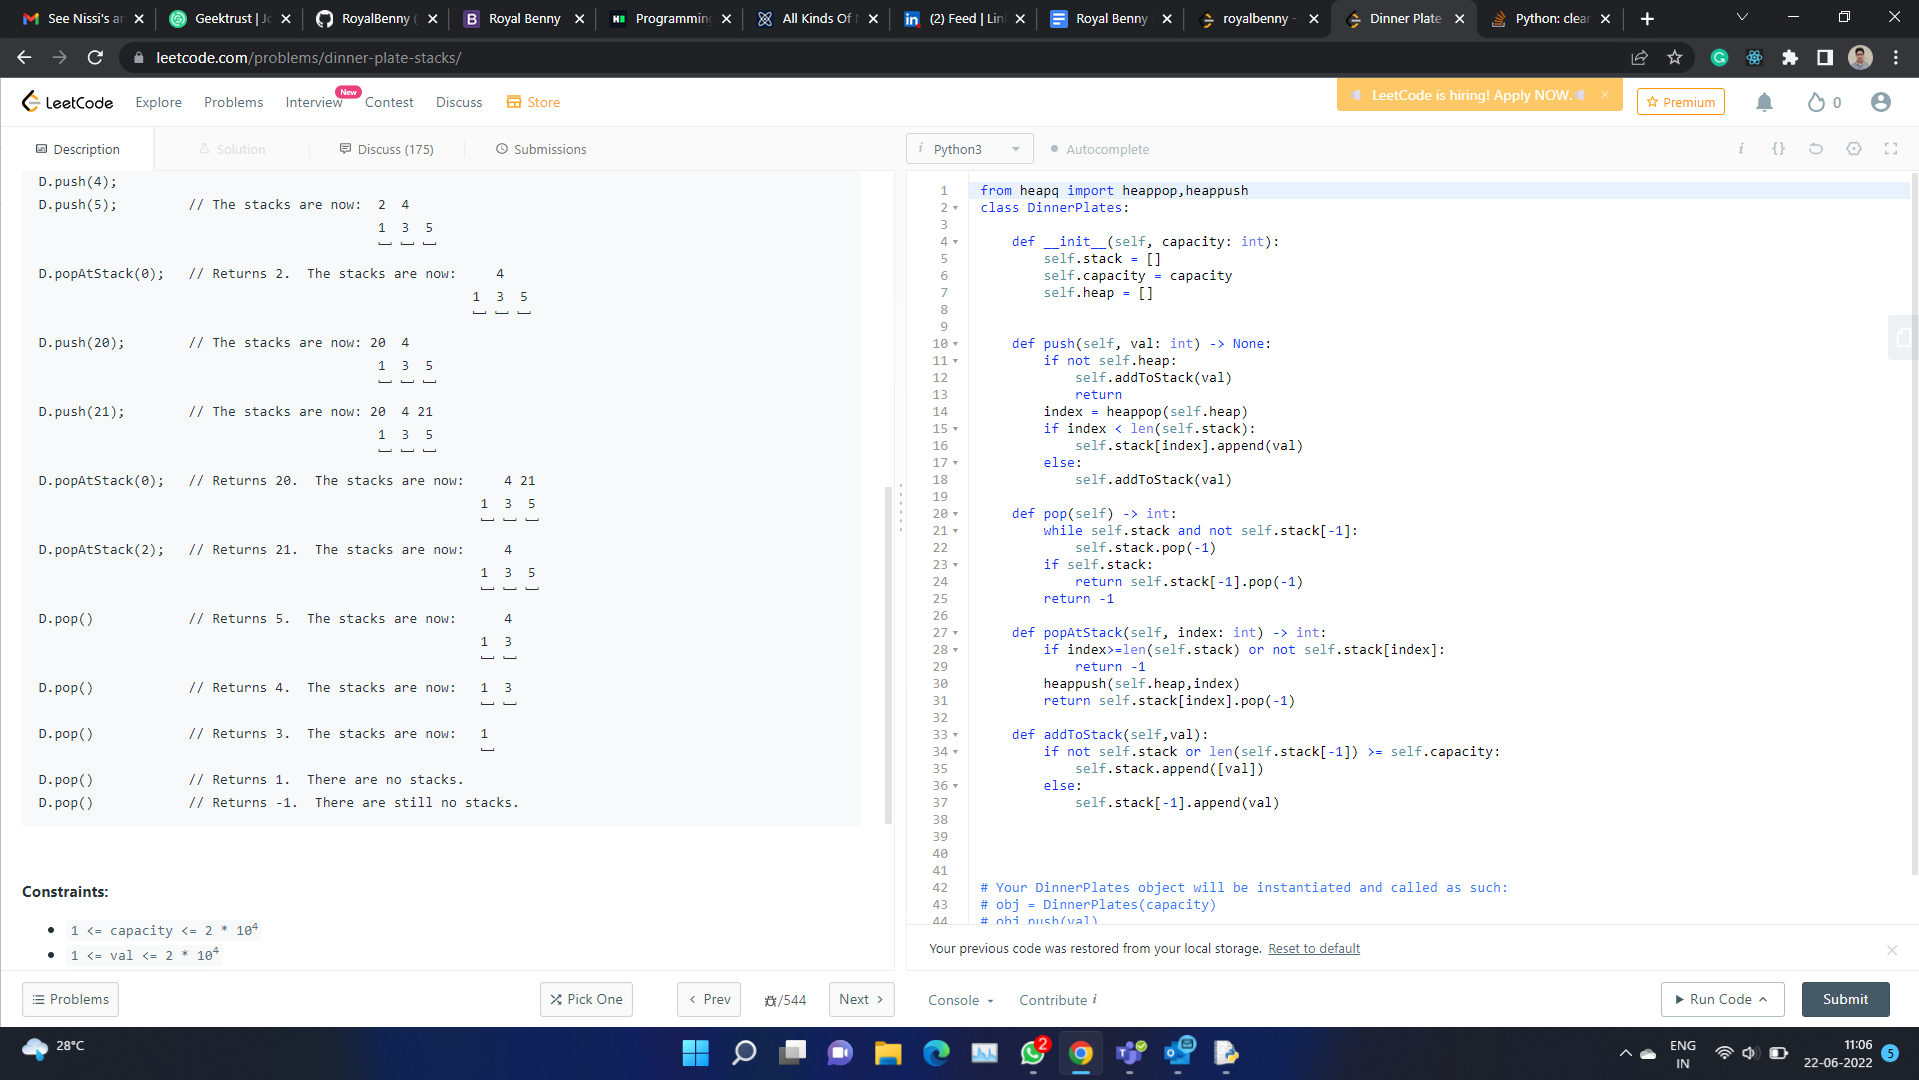 See Nissi's ar
Geektrust | Jo
RoyalBenny (
Royal Benny
Programming
All Kinds Of
(2) Feed | Lin
Royal Benny
royalbenny -
Dinner Plate
Python: clear
leetcode.com/problems/dinner-plate-stacks/
LeetCode Explore Problems Interview New Contest Discuss Store
LeetCode is hiring! Apply NOW.
Premium
0
Description
Solution
Discuss (175)
Submissions
i Python3
Autocomplete
D.push(4);
D.push(5); // The stacks are now: 2 4
1 3 5
﹈ ﹈ ﹈
D.popAtStack(0); // Returns 2. The stacks are now: 4
1 3 5
﹈ ﹈ ﹈
D.push(20); // The stacks are now: 20 4
1 3 5
﹈ ﹈ ﹈
D.push(21); // The stacks are now: 20 4 21
1 3 5
﹈ ﹈ ﹈
D.popAtStack(0); // Returns 20. The stacks are now: 4 21
1 3 5
﹈ ﹈ ﹈
D.popAtStack(2); // Returns 21. The stacks are now: 4
1 3 5
﹈ ﹈ ﹈
D.pop() // Returns 5. The stacks are now: 4
1 3
﹈ ﹈
D.pop() // Returns 4. The stacks are now: 1 3
﹈ ﹈
D.pop() // Returns 3. The stacks are now: 1
﹈
D.pop() // Returns 1. There are no stacks.
D.pop() // Returns -1. There are still no stacks.
Constraints:
1 <= capacity <= 2 * 10⁴
1 <= val <= 2 * 10⁴
1 from heapq import heappop,heappush
2 class DinnerPlates:
3
4 def __init__(self, capacity: int):
5 self.stack = []
6 self.capacity = capacity
7 self.heap = []
8
9
10 def push(self, val: int) -> None:
11 if not self.heap:
12 self.addToStack(val)
13 return
14 index = heappop(self.heap)
15 if index < len(self.stack):
16 self.stack[index].append(val)
17 else:
18 self.addToStack(val)
19
20 def pop(self) -> int:
21 while self.stack and not self.stack[-1]:
22 self.stack.pop(-1)
23 if self.stack:
24 return self.stack[-1].pop(-1)
25 return -1
26
27 def popAtStack(self, index: int) -> int:
28 if index>=len(self.stack) or not self.stack[index]:
29 return -1
30 heappush(self.heap,index)
31 return self.stack[index].pop(-1)
32
33 def addToStack(self,val):
34 if not self.stack or len(self.stack[-1]) >= self.capacity:
35 self.stack.append([val])
36 else:
37 self.stack[-1].append(val)
38
39
40
41
42 # Your DinnerPlates object will be instantiated and called as such:
43 # obj = DinnerPlates(capacity)
44 # obj.push(val)
Your previous code was restored from your local storage. Reset to default
Problems
Pick One
Prev
/544
Next
Console
Contribute i
Run Code
Submit
28°C
2
ENG
IN
11:06
22-06-2022
5